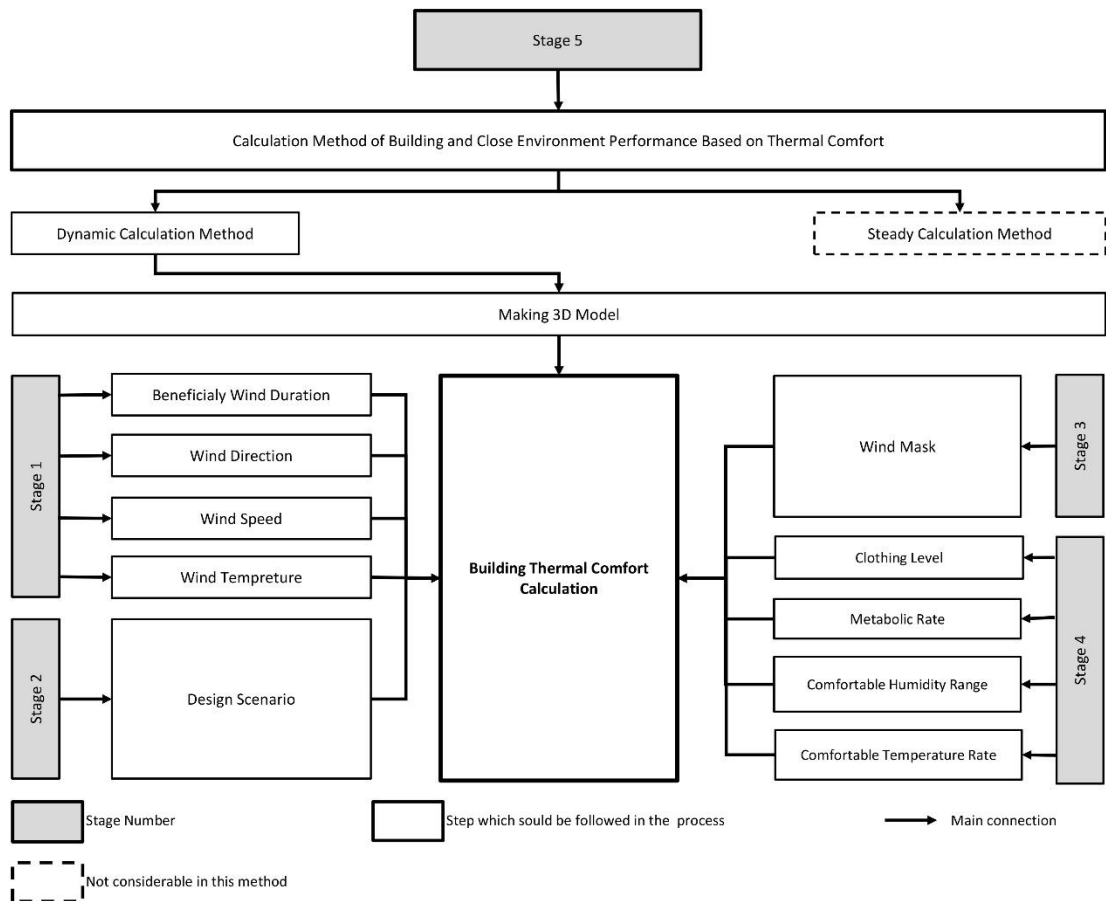 Stage 5
Calculation Method of Building and Close Environment Performance Based on Thermal Comfort
Dynamic Calculation Method
Steady Calculation Method
Making 3D Model
Stage 1
Beneficialy Wind Duration
Wind Direction
Wind Speed
Wind Tempreture
Stage 2
Design Scenario
Building Thermal Comfort
Calculation
Wind Mask
Stage 3
Clothing Level
Metabolic Rate
Comfortable Humidity Range
Comfortable Temperature Rate
Stage 4
Stage Number
Step which sould be followed in the process
Main connection
Not considerable in this method